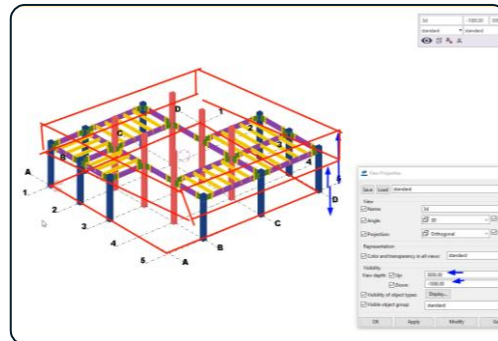 3d
-1000.00
standard
standard
D
1
C
2
3
B
4
A
5
1
D
2
3
C
4
B
5
A
View Properties
Save
Load
standard
View
Name:
3d
Angle:
3D
Projection:
Orthogonal
Representation
Color and transparency in all views:
standard
Visibility
View depth:
Up:
Down:
-1000.00
Visibility of object types:
Display...
Visible object group:
standard
OK
Apply
Modify